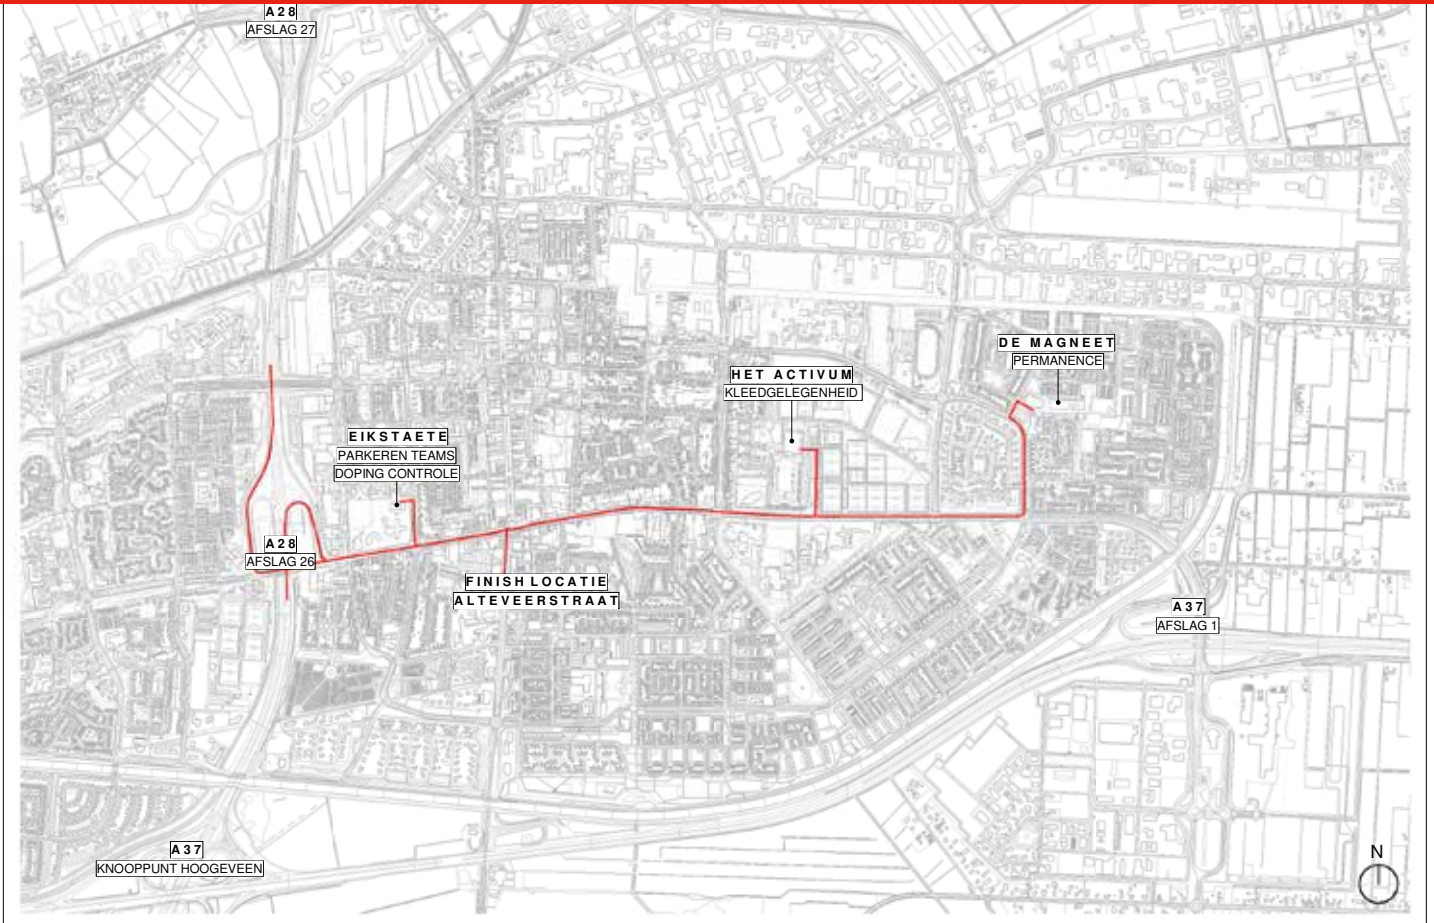 A28
AFSLAG 27
DE MAGNEET
PERMANENCE
HET ACTIVUM
KLEEDGELEGENHEID
EIKSTAETE
PARKEREN TEAMS
DOPING CONTROLE
A28
AFSLAG 26
FINISH LOCATIE
ALTEVEERSTRAAT
A37
AFSLAG 1
A37
KNOOPPUNT HOOGEVEEN
N